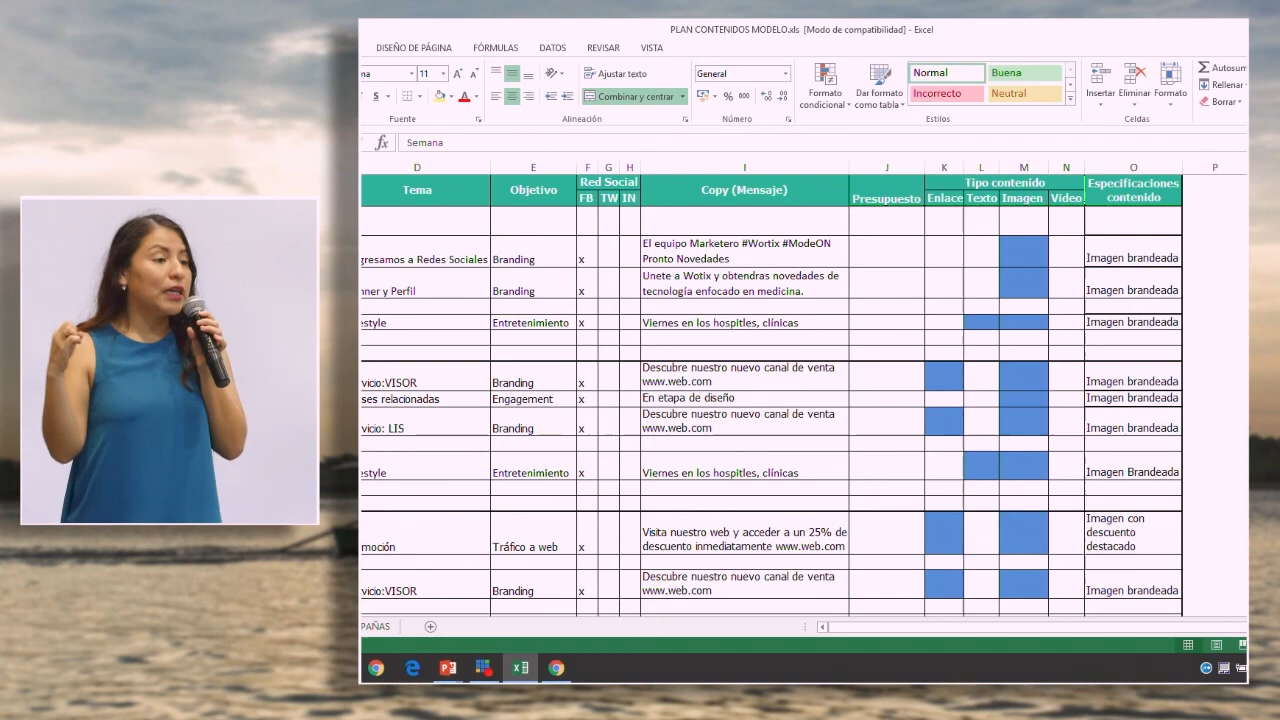 PLAN CONTENIDOS MODELO.xls [Modo de compatibilidad] - Excel
DISEÑO DE PÁGINA FÓRMULAS DATOS REVISAR VISTA
11 A A Ajustar texto General Normal Buena Autosum
S A Combinar y centrar % 000 Incorrecto Neutral Rellenar
Formato condicional Dar formato como tabla Insertar Eliminar Formato Borrar
Fuente Alineación Número Estilos Celdas
fx Semana
D E F G H I J K L M N O P
Tema Objetivo Red Social Copy (Mensaje) Presupuesto Tipo contenido Especificaciones contenido
FB TW IN Enlace Texto Imagen Vídeo
El equipo Marketero #Wortix #ModeON
gresamos a Redes Sociales Branding x Pronto Novedades Imagen brandeada
Unete a Wotix y obtendras novedades de
nner y Perfil Branding x tecnología enfocado en medicina. Imagen brandeada
estyle Entretenimiento x Viernes en los hospitles, clínicas Imagen brandeada
Descubre nuestro nuevo canal de venta
vicio:VISOR Branding x www.web.com Imagen brandeada
ses relacionadas Engagement x En etapa de diseño Imagen brandeada
Descubre nuestro nuevo canal de venta
vicio: LIS Branding x www.web.com Imagen brandeada
estyle Entretenimiento x Viernes en los hospitles, clínicas Imagen Brandeada
Imagen con
Visita nuestro web y acceder a un 25% de descuento
moción Tráfico a web x descuento inmediatamente www.web.com destacado
Descubre nuestro nuevo canal de venta
vicio:VISOR Branding x www.web.com Imagen brandeada
PAÑAS